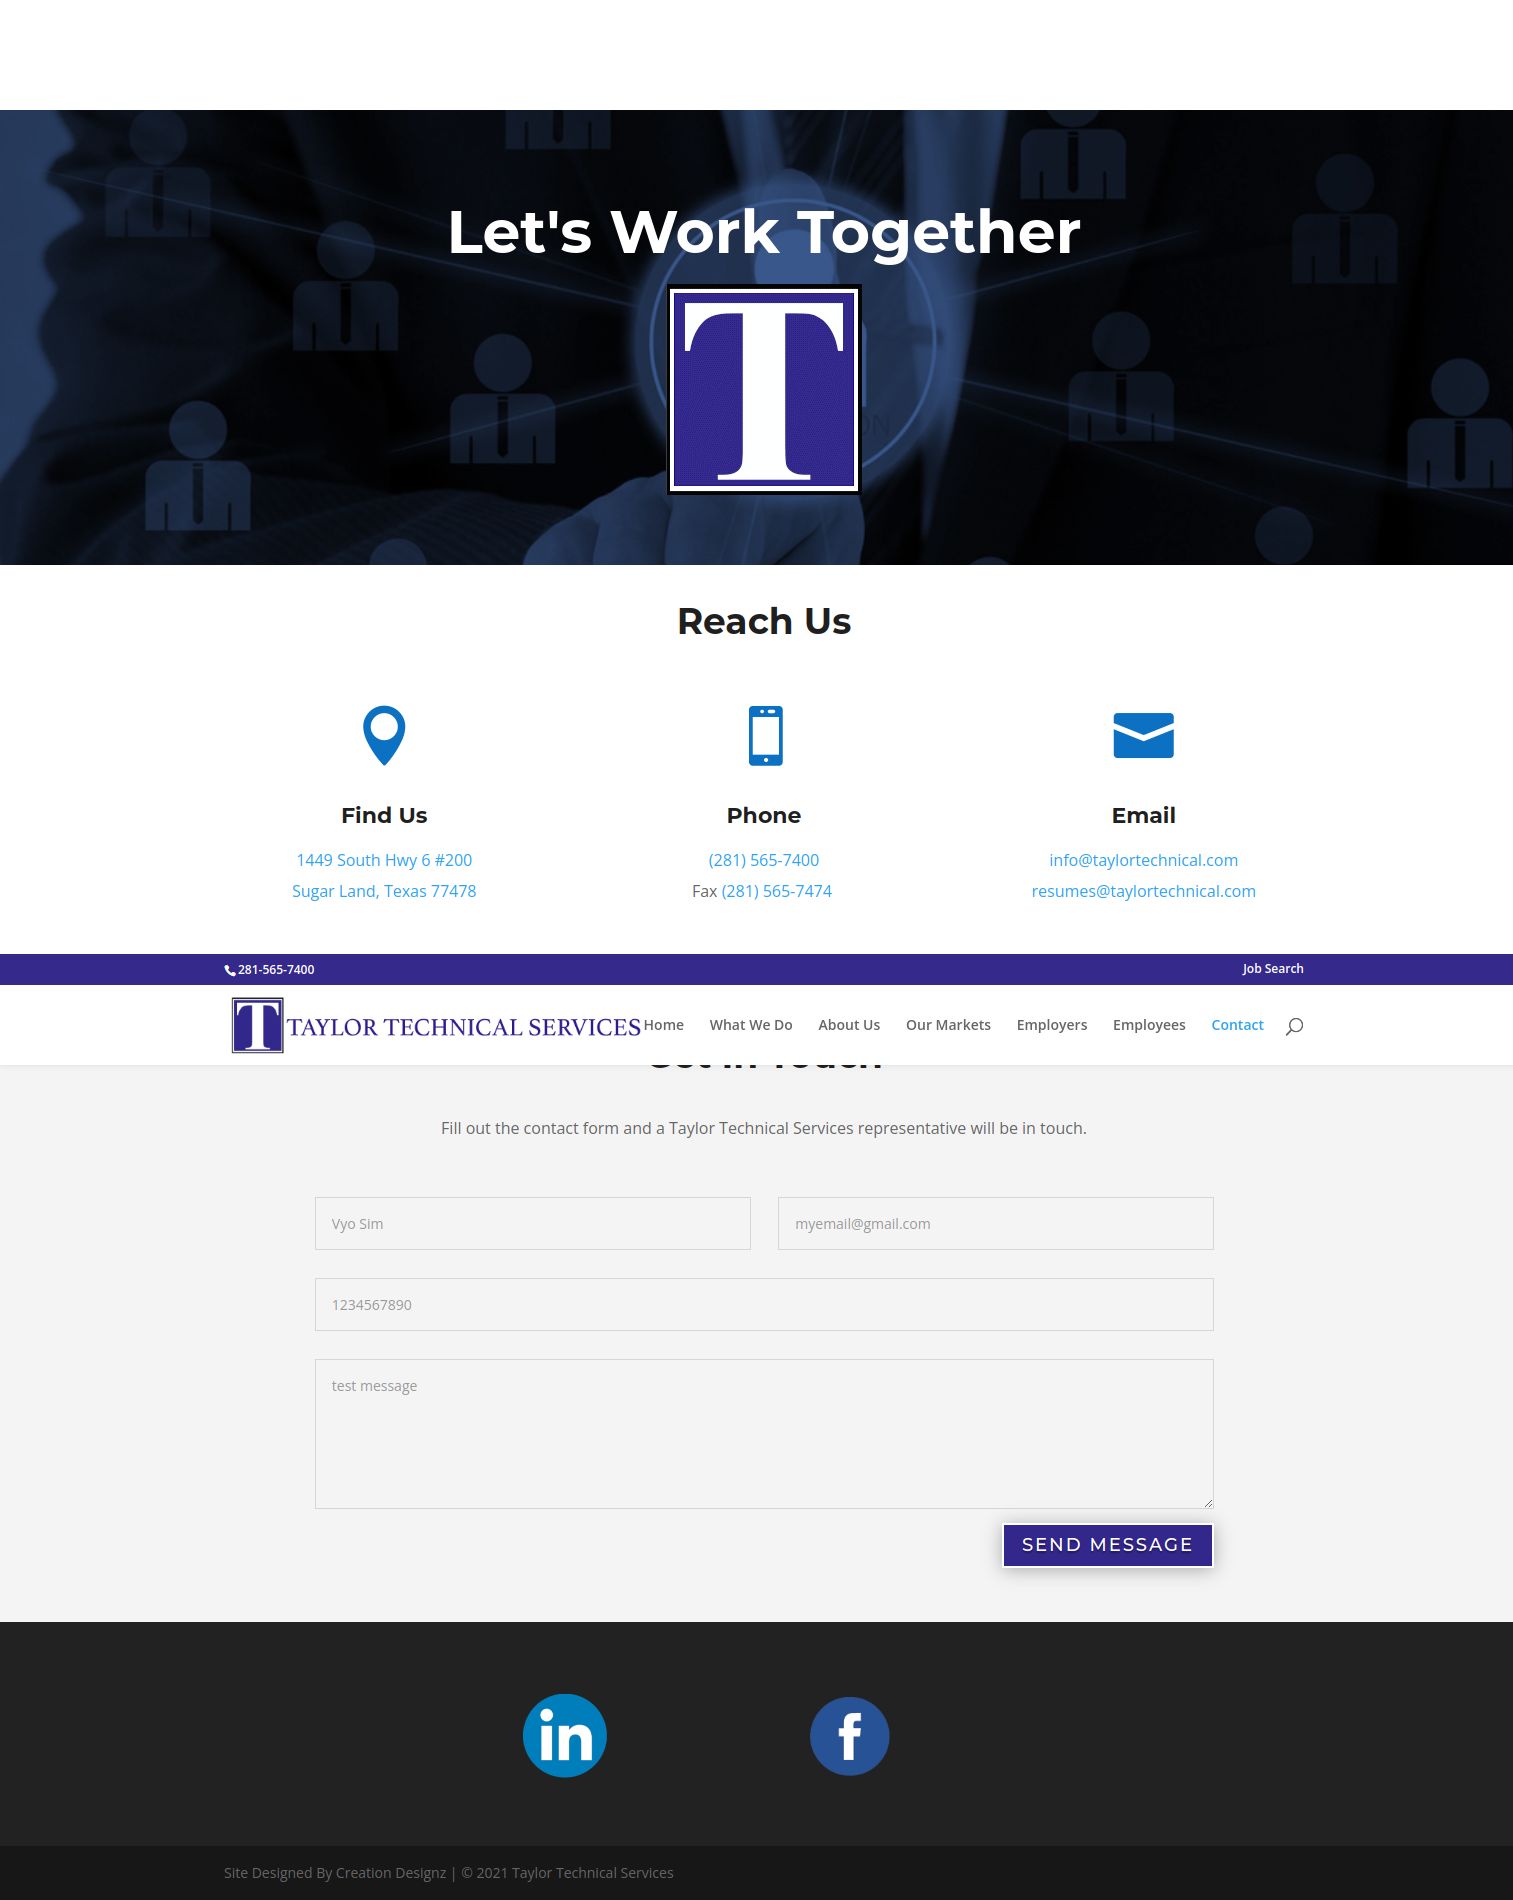 Let's Work Together
T
ON
Reach Us
Find Us
1449 South Hwy 6 #200
Sugar Land, Texas 77478
Phone
(281) 565-7400
Fax (281) 565-7474
Email
info@taylortechnical.com
resumes@taylortechnical.com
281-565-7400
Job Search
T TAYLOR TECHNICAL SERVICES
Home What We Do About Us Our Markets Employers Employees Contact
Get In Touch
Fill out the contact form and a Taylor Technical Services representative will be in touch.
Vyo Sim
myemail@gmail.com
1234567890
test message
SEND MESSAGE
in
f
Site Designed By Creation Designz | © 2021 Taylor Technical Services